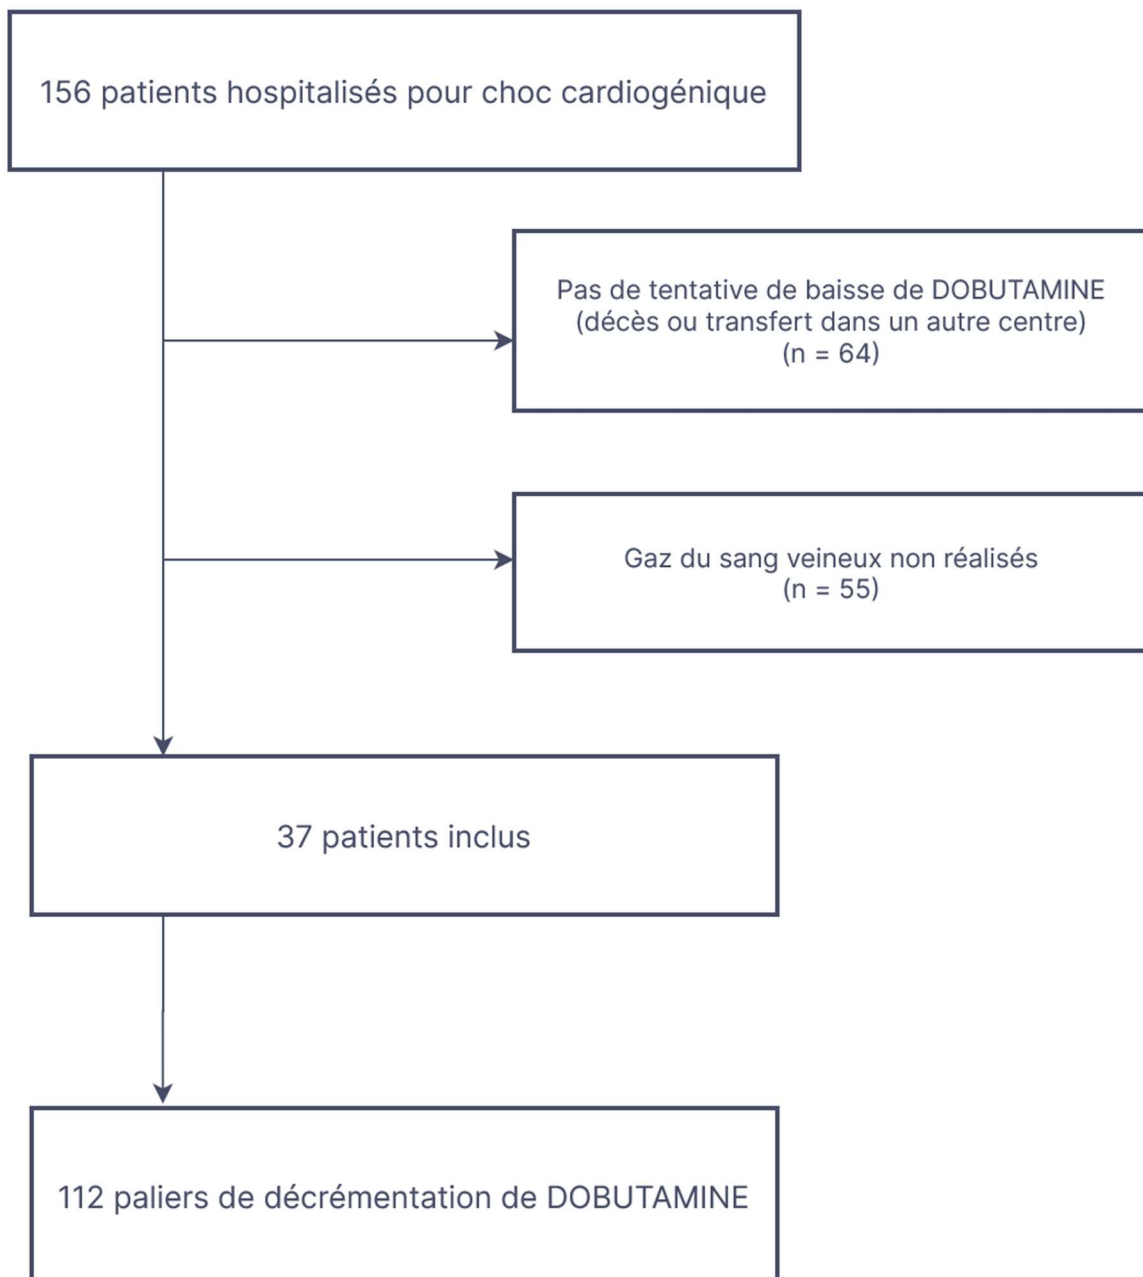 156 patients hospitalisés pour choc cardiogénique
Pas de tentative de baisse de DOBUTAMINE
(décès ou transfert dans un autre centre)
(n = 64)
Gaz du sang veineux non réalisés
(n = 55)
37 patients inclus
112 paliers de décrémentation de DOBUTAMINE